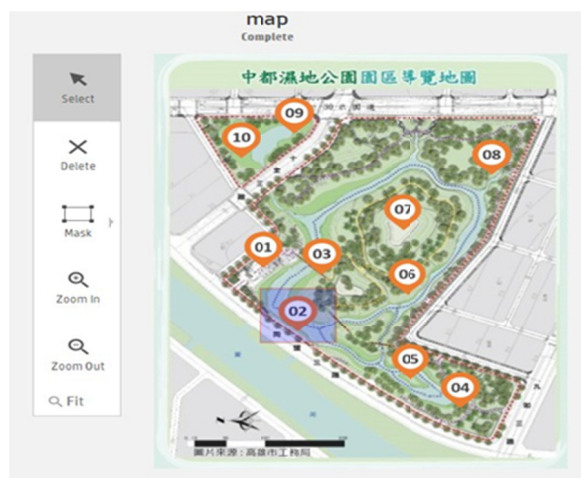 map
Complete
Select
Delete
Mask
Zoom In
Zoom Out
Fit
中都濕地公園園區導覽地圖
09
10
08
07
01
03
06
02
05
04
圖片來源:高雄市工務局